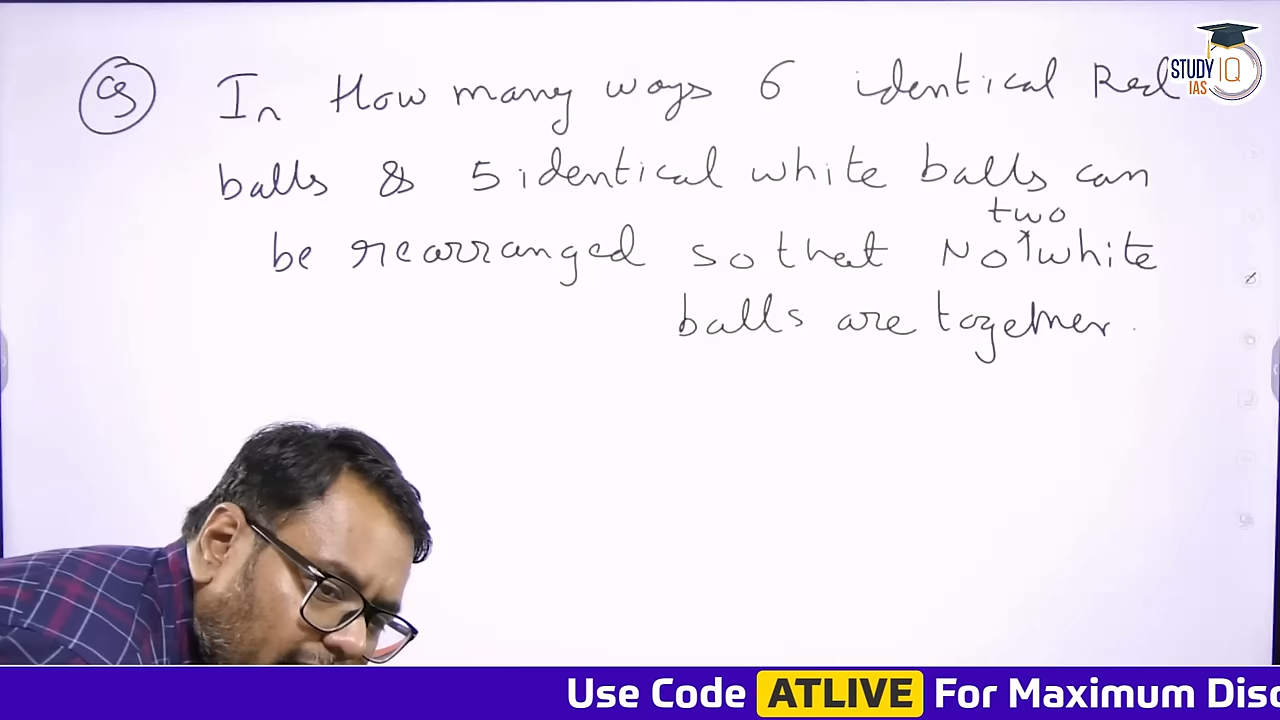 Q
In How many ways 6 identical Red
balls & 5 identical white balls can
two
be rearranged so that No white
balls are together.
STUDY IQ
IAS
Use Code ATLIVE For Maximum Disc